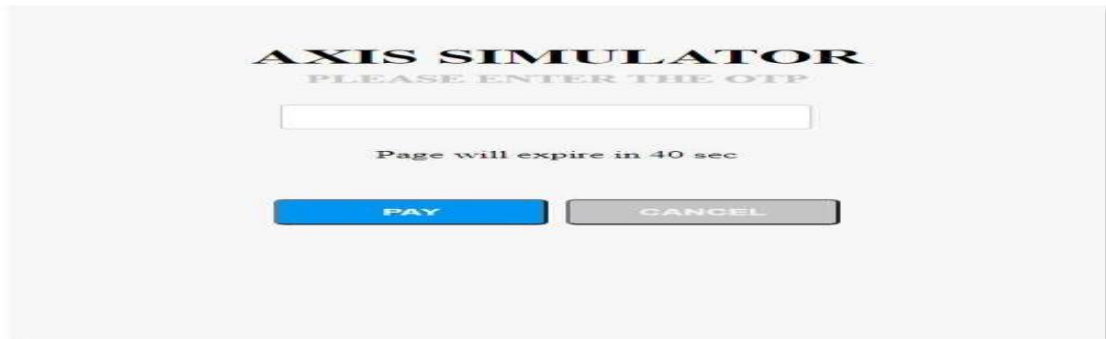 AXIS SIMULATOR
PLEASE ENTER THE OTP
Page will expire in 40 sec
PAY CANCEL